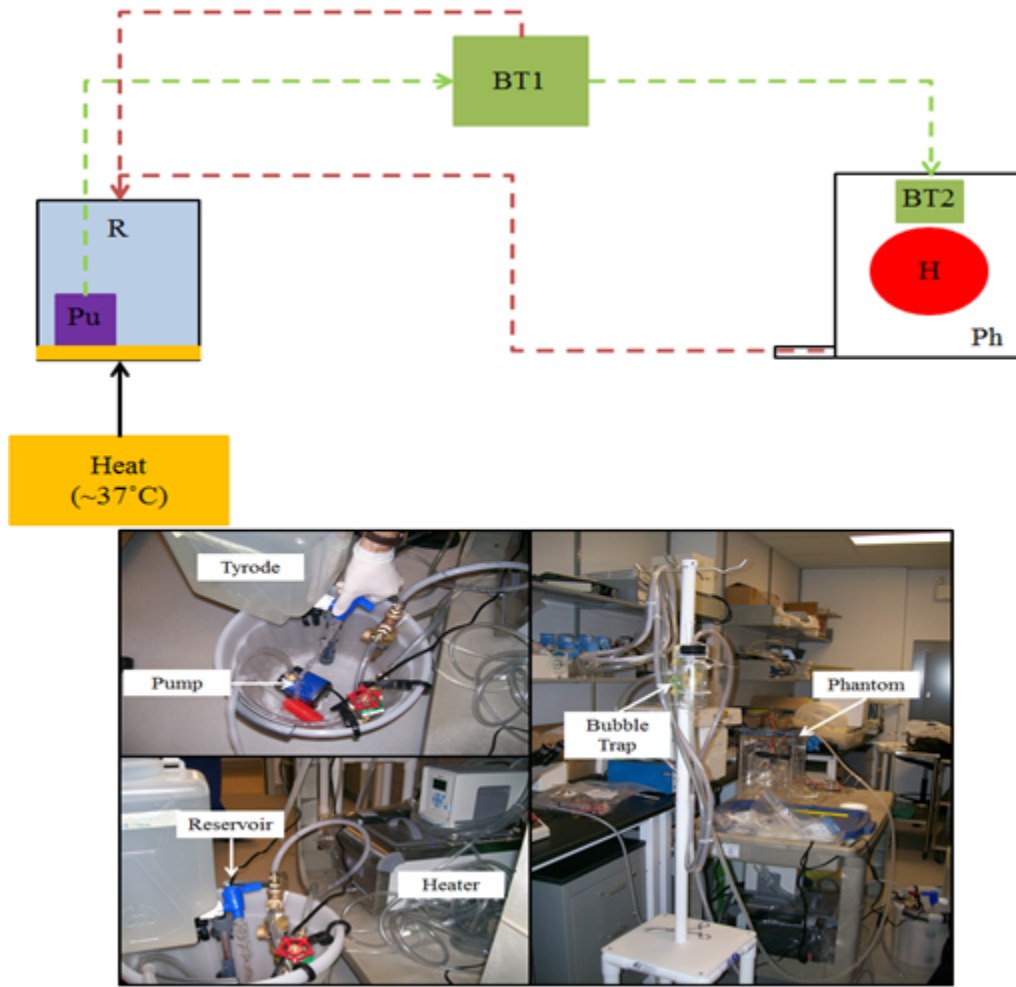 BT1
R
BT2
H
Pu
Ph
Heat
(~37˚C)
Tyrode
Pump
Bubble
Trap
Phantom
Reservoir
Heater